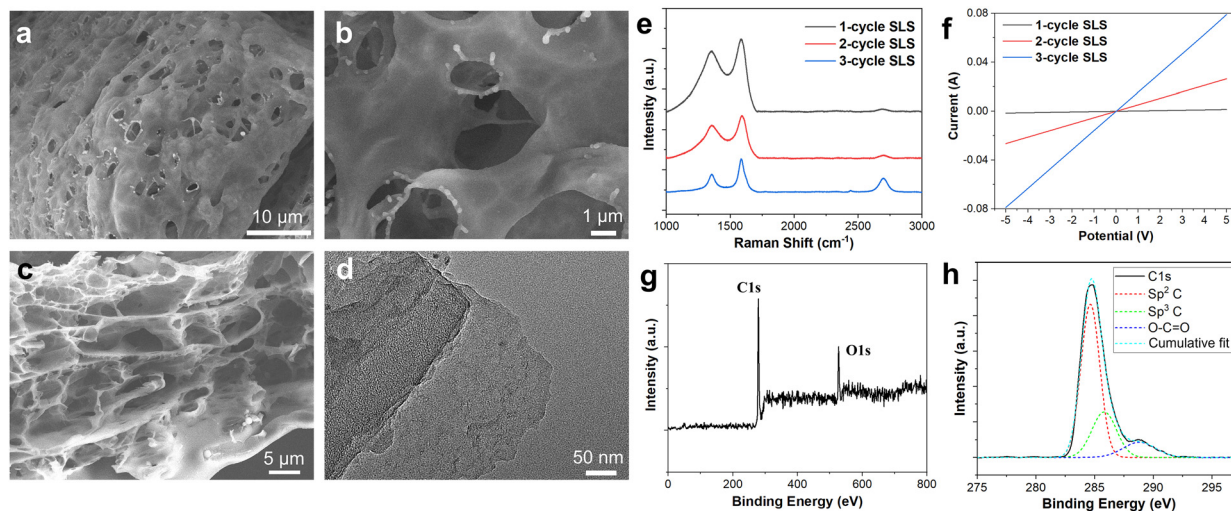 a
10 μm
b
1 μm
c
5 μm
d
50 nm
e
1-cycle SLS
2-cycle SLS
3-cycle SLS
Intensity (a.u.)
1000 1500 2000 2500 3000
Raman Shift (cm⁻¹)
f
1-cycle SLS
2-cycle SLS
3-cycle SLS
Current (A)
0.08
0.04
0.00
-0.04
-0.08
-5 -4 -3 -2 -1 0 1 2 3 4 5
Potential (V)
g
C1s
O1s
Intensity (a.u.)
0 200 400 600 800
Binding Energy (eV)
h
C1s
Sp² C
Sp³ C
O-C=O
Cumulative fit
Intensity (a.u.)
275 280 285 290 295
Binding Energy (eV)